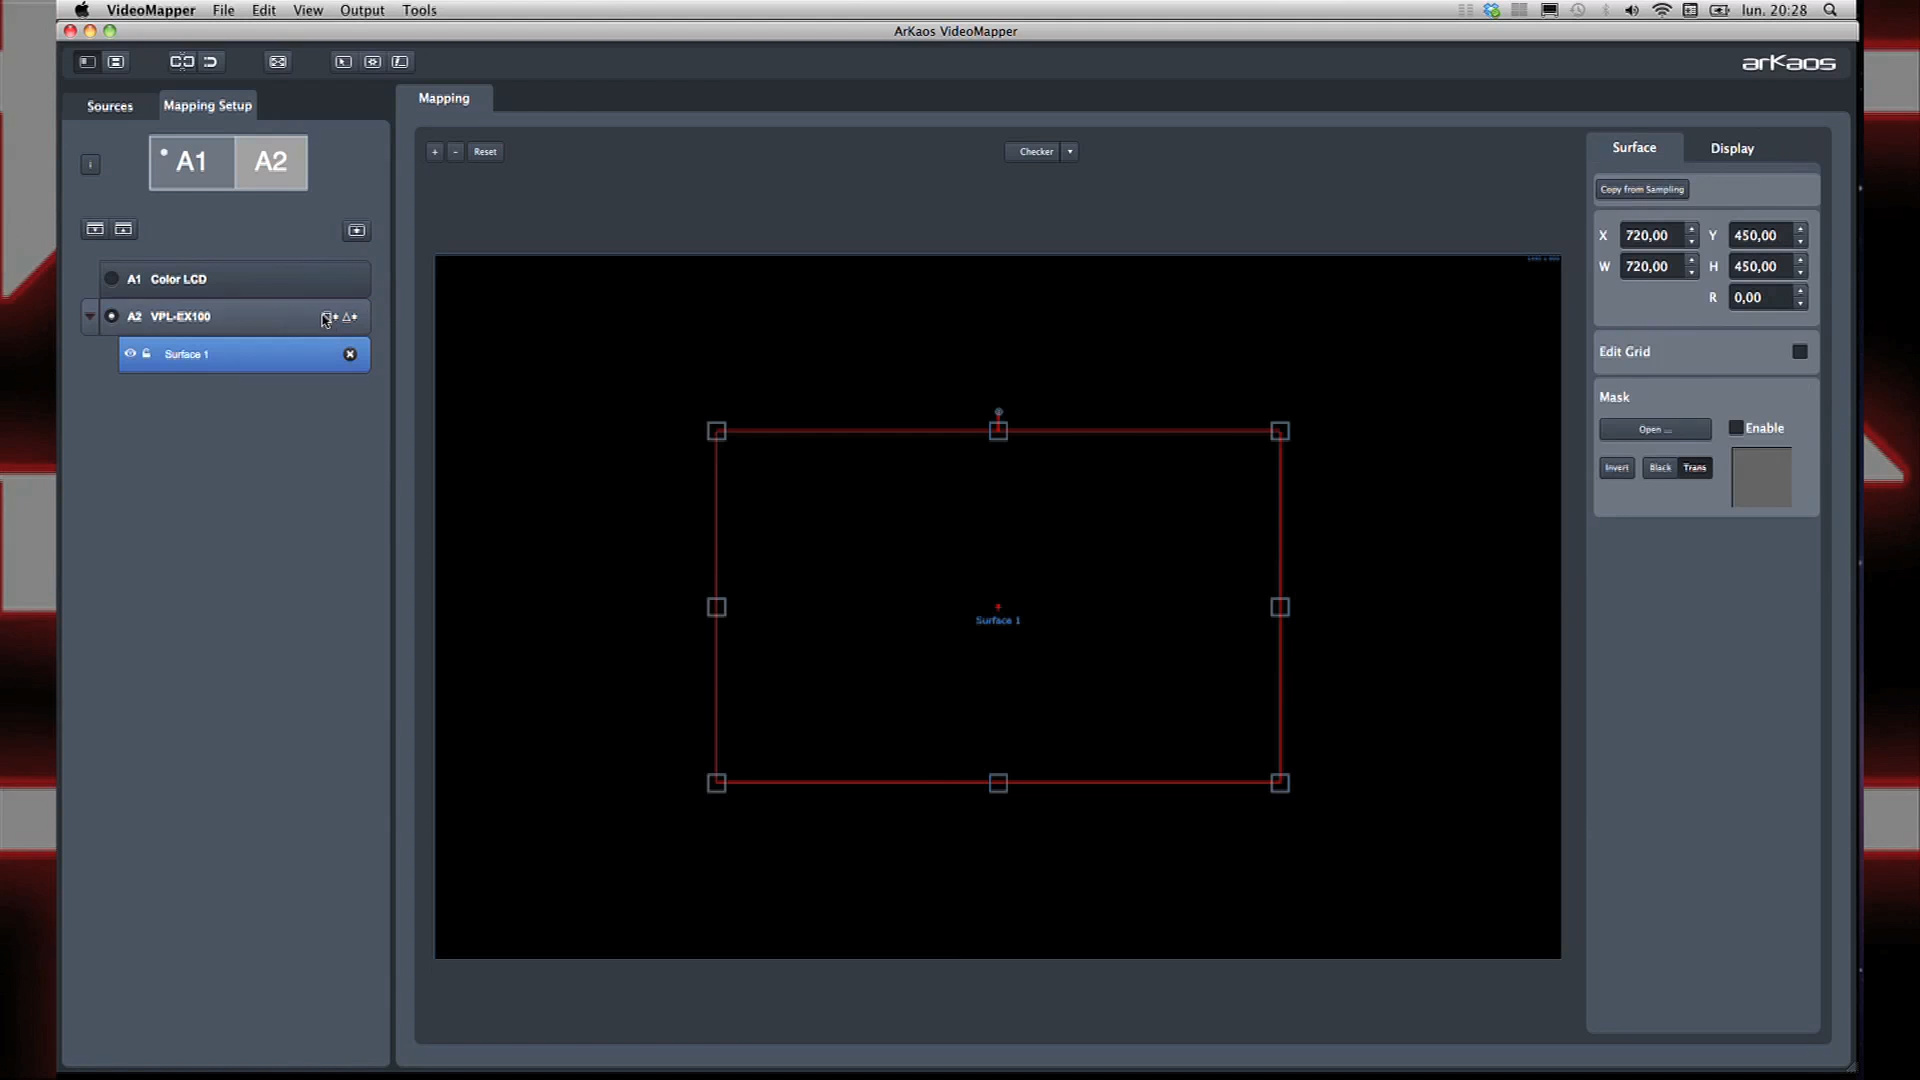 VideoMapper File Edit View Output Tools
lun. 20:28
ArKaos VideoMapper
arKaos
Sources Mapping Setup
Mapping
i
A1 A2
+ - Reset
Checker
Surface Display
Copy from Sampling
X 720,00 Y 450,00
W 720,00 H 450,00
R 0,00
A1 Color LCD
A2 VPL-EX100
Surface 1
Edit Grid
Mask
Open ...
Enable
Invert Black Trans
Surface 1